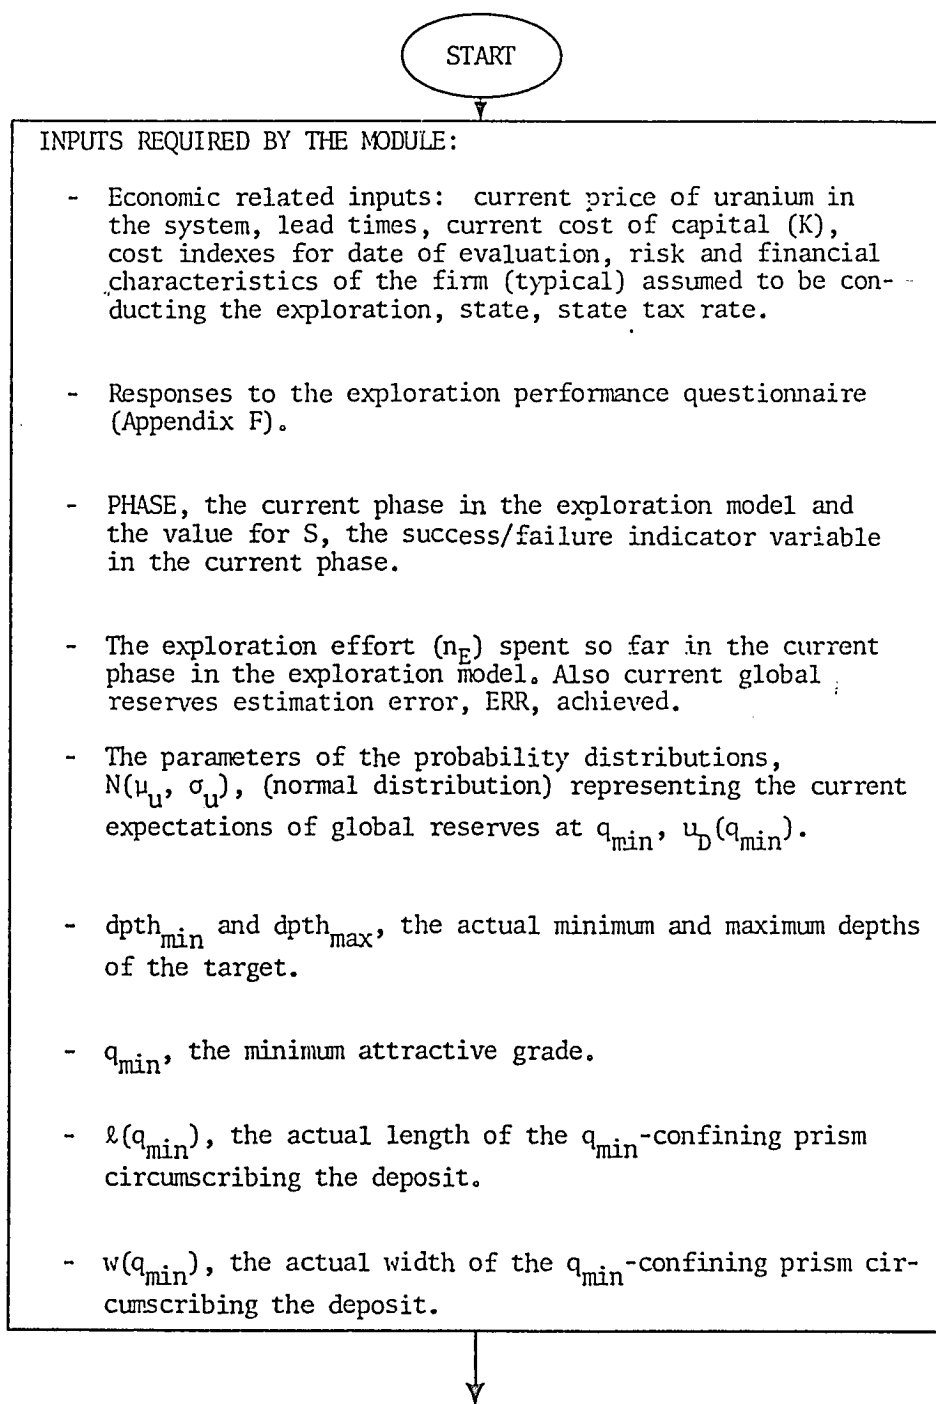 START
INPUTS REQUIRED BY THE MODULE:
- Economic related inputs: current price of uranium in
the system, lead times, current cost of capital (K),
cost indexes for date of evaluation, risk and financial
characteristics of the firm (typical) assumed to be con-
ducting the exploration, state, state tax rate.
- Responses to the exploration performance questionnaire
(Appendix F).
- PHASE, the current phase in the exploration model and
the value for S, the success/failure indicator variable
in the current phase.
- The exploration effort (n_E) spent so far in the current
phase in the exploration model. Also current global
reserves estimation error, ERR, achieved.
- The parameters of the probability distributions,
N(μ_u, σ_u), (normal distribution) representing the current
expectations of global reserves at q_min, u_D(q_min).
- dpth_min and dpth_max, the actual minimum and maximum depths
of the target.
- q_min, the minimum attractive grade.
- ℓ(q_min), the actual length of the q_min-confining prism
circumscribing the deposit.
- w(q_min), the actual width of the q_min-confining prism cir-
cumscribing the deposit.